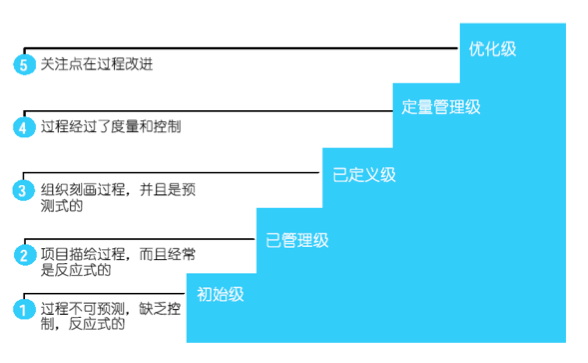 优化级
5 关注点在过程改进
定量管理级
4 过程经过了度量和控制
已定义级
3 组织刻画过程，并且是预
测式的
已管理级
2 项目描绘过程，而且经常
是反应式的
初始级
1 过程不可预测，缺乏控
制，反应式的